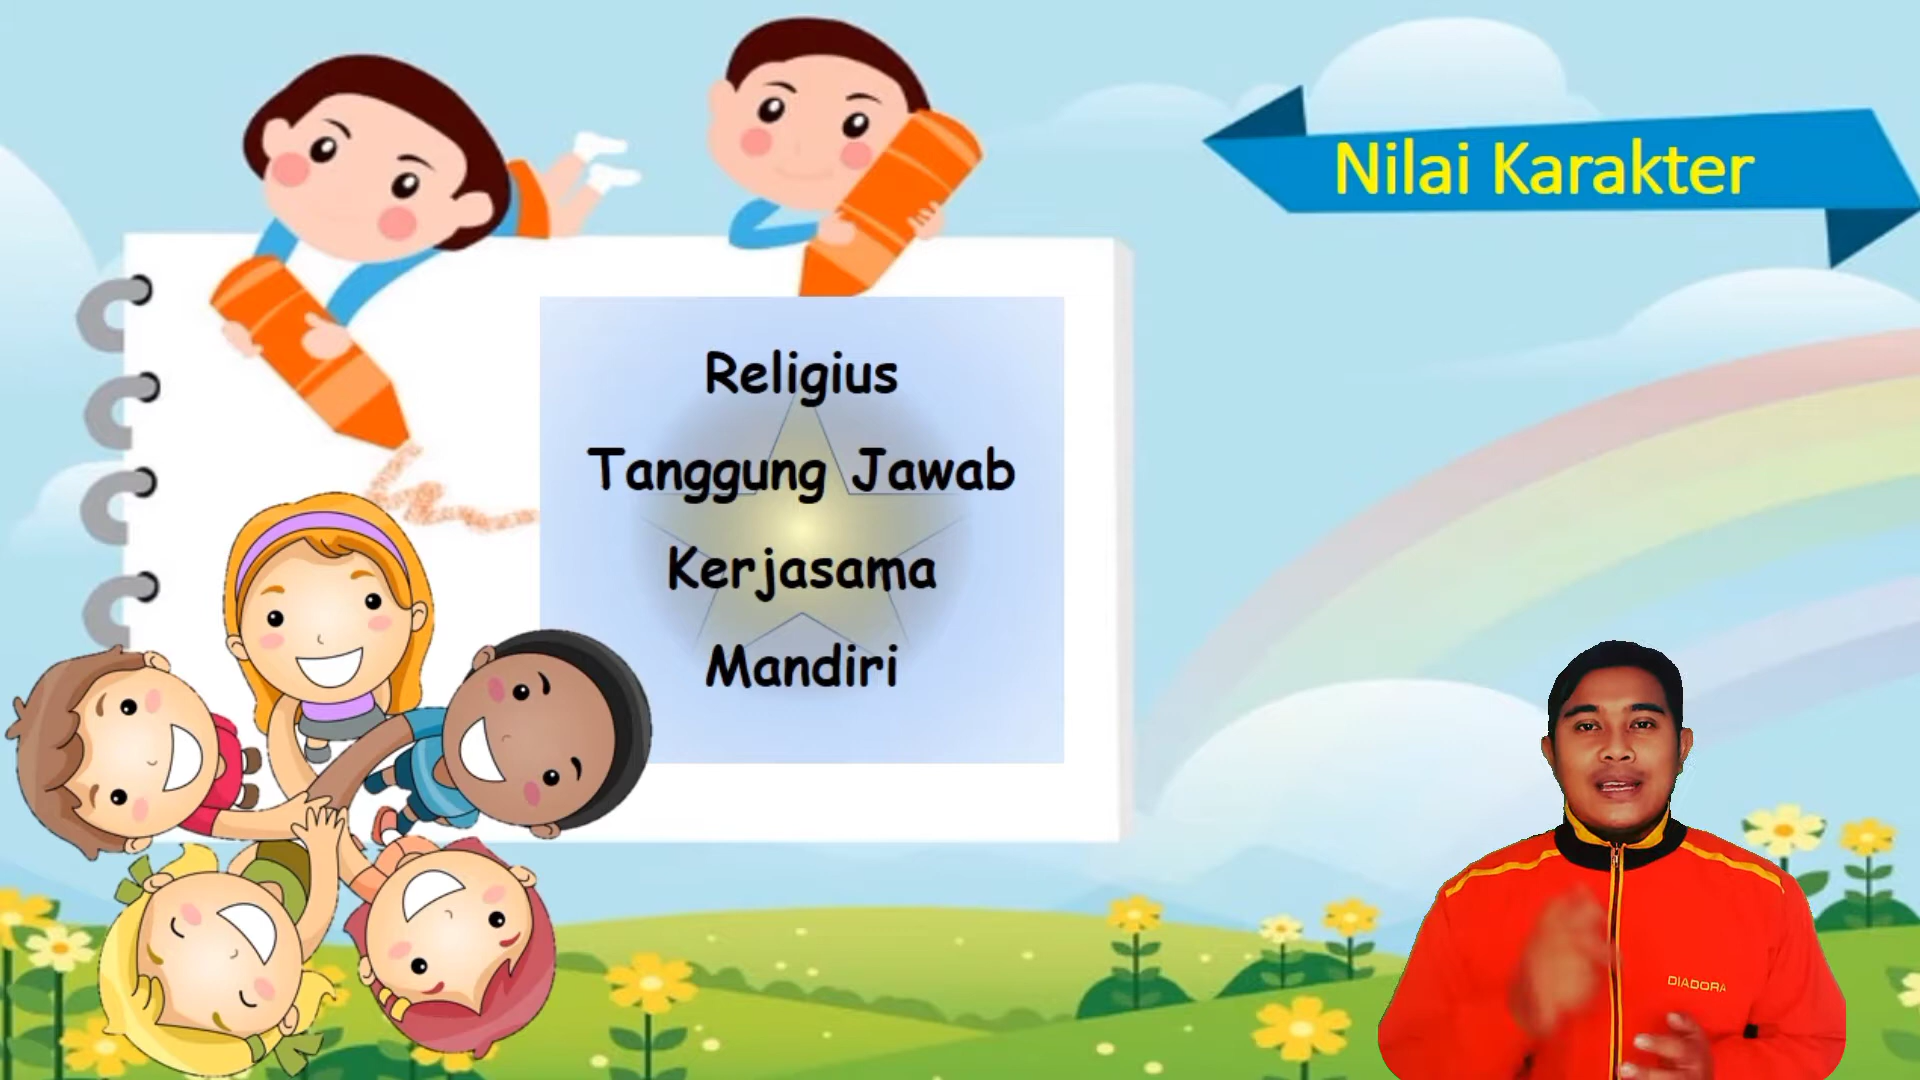 Nilai Karakter
Religius
Tanggung Jawab
Kerjasama
Mandiri
DIADORA